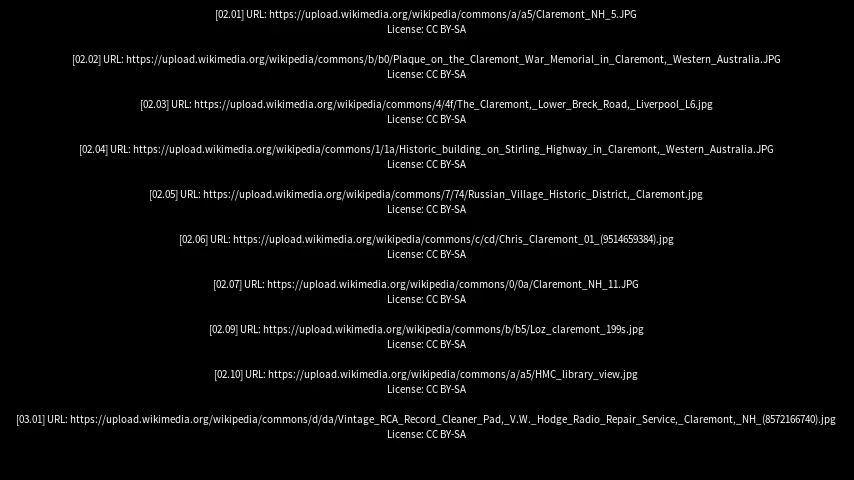 [02.01] URL: https://upload.wikimedia.org/wikipedia/commons/a/a5/Claremont_NH_5.JPG
License: CC BY-SA
[02.02] URL: https://upload.wikimedia.org/wikipedia/commons/b/b0/Plaque_on_the_Claremont_War_Memorial_in_Claremont,_Western_Australia.JPG
License: CC BY-SA
[02.03] URL: https://upload.wikimedia.org/wikipedia/commons/4/4f/The_Claremont,_Lower_Breck_Road,_Liverpool_L6.jpg
License: CC BY-SA
[02.04] URL: https://upload.wikimedia.org/wikipedia/commons/1/1a/Historic_building_on_Stirling_Highway_in_Claremont,_Western_Australia.JPG
License: CC BY-SA
[02.05] URL: https://upload.wikimedia.org/wikipedia/commons/7/74/Russian_Village_Historic_District,_Claremont.jpg
License: CC BY-SA
[02.06] URL: https://upload.wikimedia.org/wikipedia/commons/c/cd/Chris_Claremont_01_(9514659384).jpg
License: CC BY-SA
[02.07] URL: https://upload.wikimedia.org/wikipedia/commons/0/0a/Claremont_NH_11.JPG
License: CC BY-SA
[02.09] URL: https://upload.wikimedia.org/wikipedia/commons/b/b5/Loz_claremont_199s.jpg
License: CC BY-SA
[02.10] URL: https://upload.wikimedia.org/wikipedia/commons/a/a5/HMC_library_view.jpg
License: CC BY-SA
[03.01] URL: https://upload.wikimedia.org/wikipedia/commons/d/da/Vintage_RCA_Record_Cleaner_Pad,_V.W._Hodge_Radio_Repair_Service,_Claremont,_NH_(8572166740).jpg
License: CC BY-SA